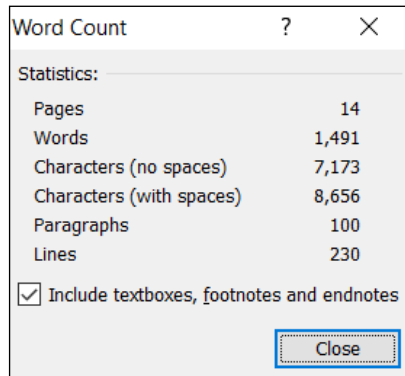 Word Count ? ×
Statistics:
Pages 14
Words 1,491
Characters (no spaces) 7,173
Characters (with spaces) 8,656
Paragraphs 100
Lines 230
Include textboxes, footnotes and endnotes
Close